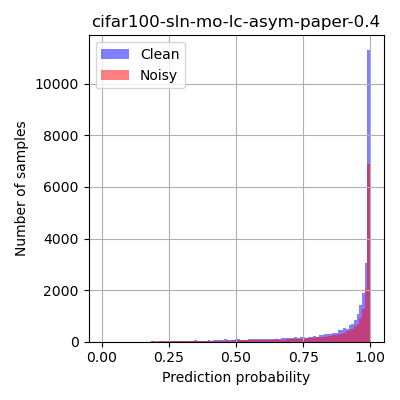 cifar100-sln-mo-lc-asym-paper-0.4
Clean
Noisy
Number of samples
10000
8000
6000
4000
2000
0
0.00 0.25 0.50 0.75 1.00
Prediction probability